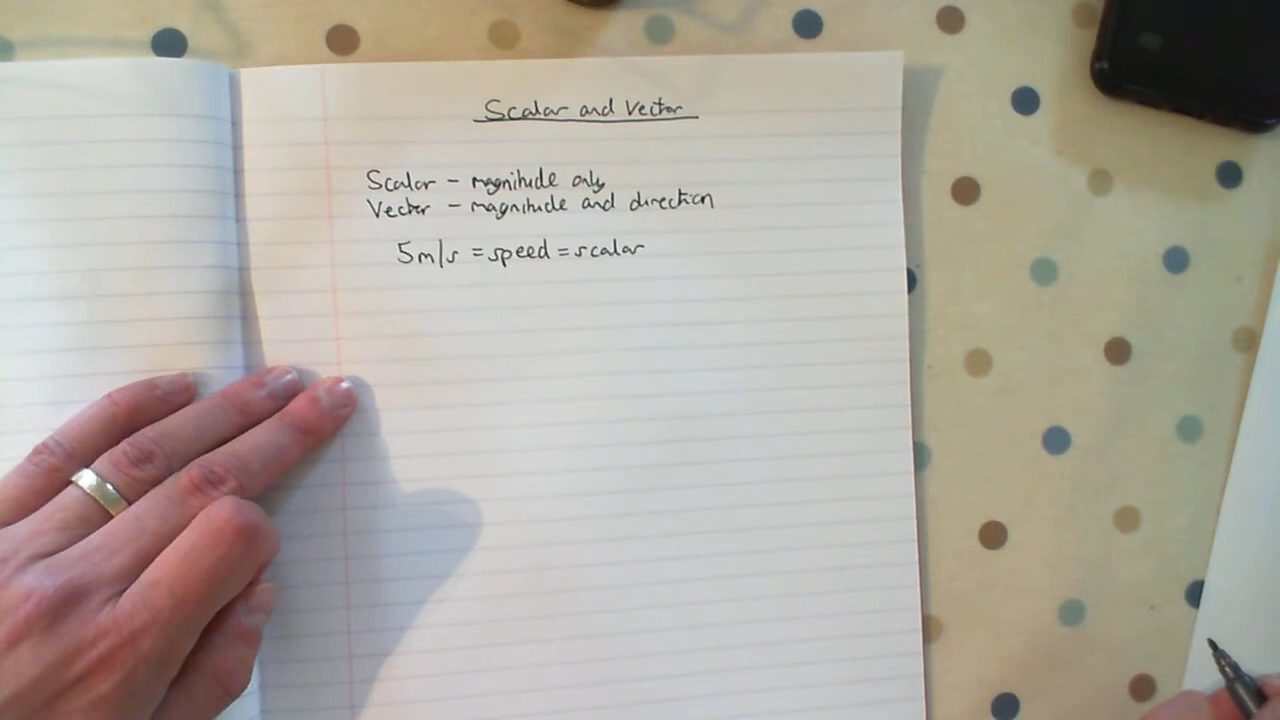 Scalar and Vector
Scalar - magnitude only
Vector - magnitude and direction
5m/s = speed = scalar